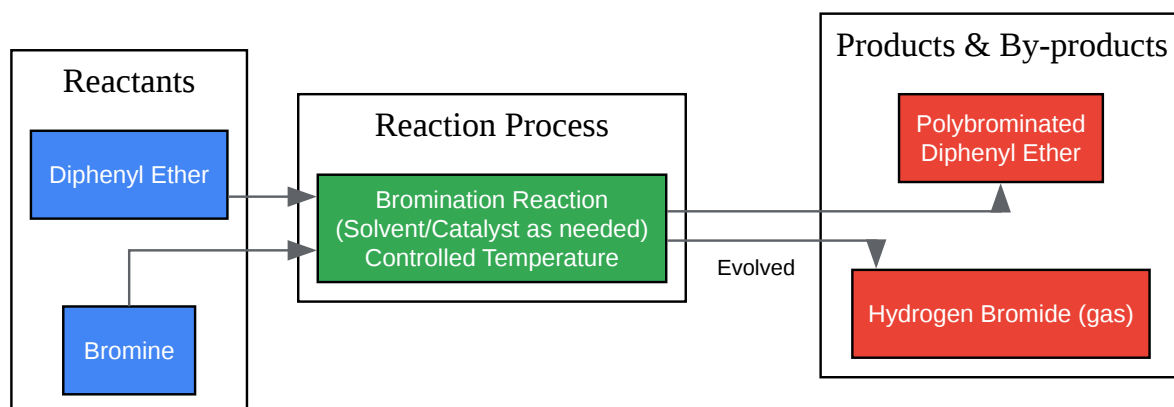 Reactants
Diphenyl Ether
Bromine
Reaction Process
Bromination Reaction
(Solvent/Catalyst as needed)
Controlled Temperature
Evolved
Products & By-products
Polybrominated
Diphenyl Ether
Hydrogen Bromide (gas)